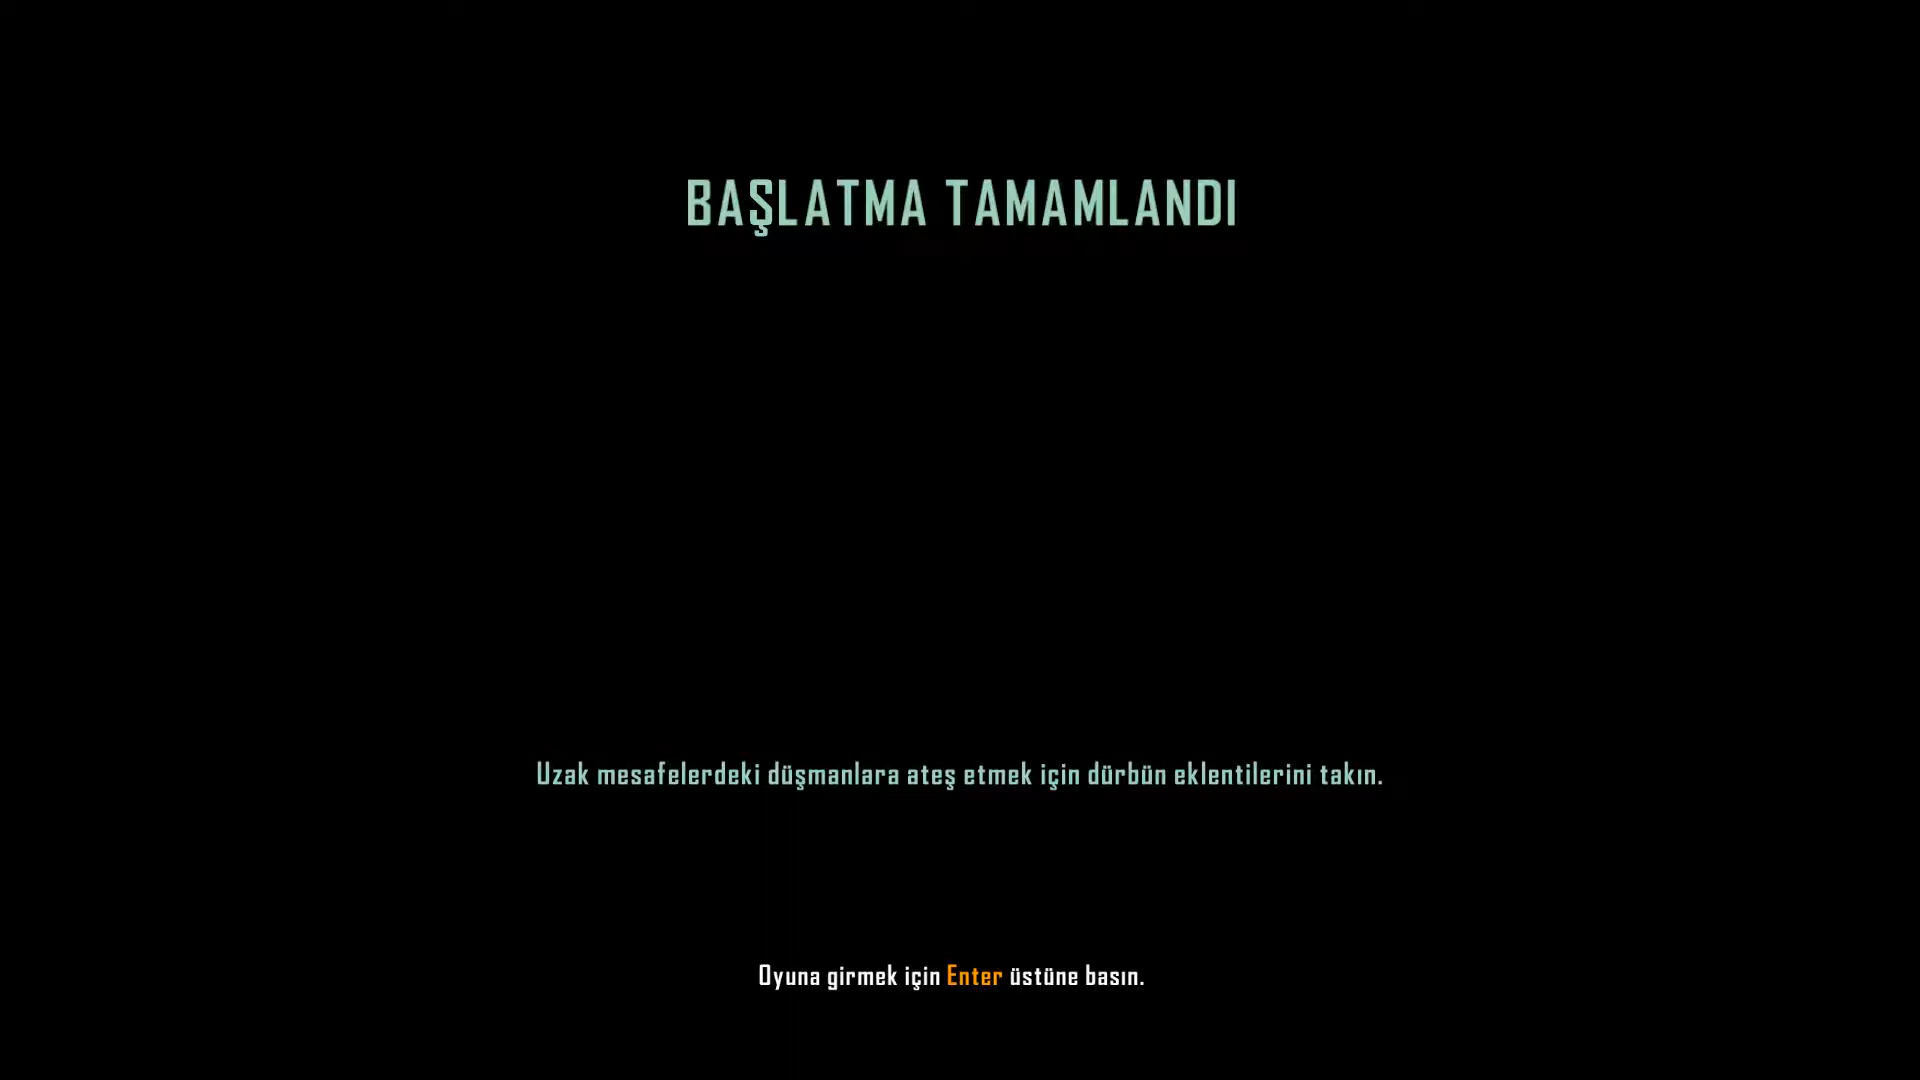 BAŞLATMA TAMAMLANDI
Uzak mesafelerdeki düşmanlara ateş etmek için dürbün eklentilerini takın.
Oyuna girmek için Enter üstüne basın.